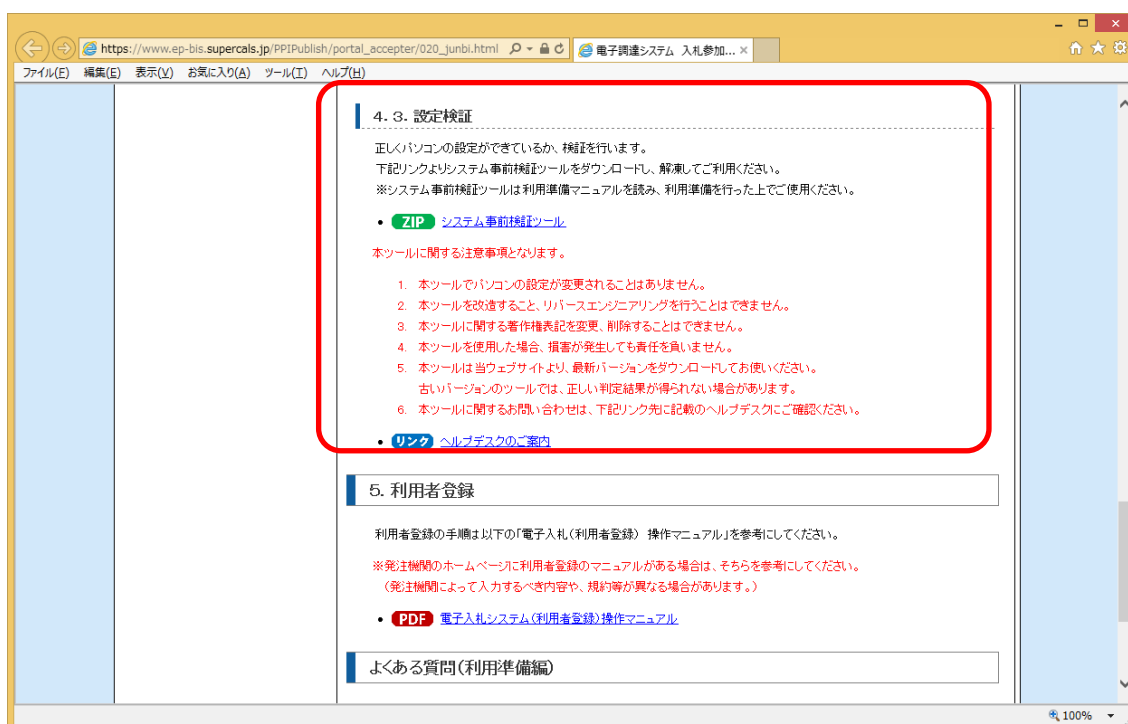 https://www.ep-bis.supercals.jp/PPIPublish/portal_accepter/020_junbi.html
電子調達システム 入札参加...
ファイル(F) 編集(E) 表示(V) お気に入り(A) ツール(T) ヘルプ(H)
4.3. 設定検証
正しくパソコンの設定ができているか、検証を行います。
下記リンクよりシステム事前検証ツールをダウンロードし、解凍してご利用ください。
※システム事前検証ツールは利用準備マニュアルを読み、利用準備を行った上でご使用ください。
• ZIP システム事前検証ツール
本ツールに関する注意事項となります。
1. 本ツールでパソコンの設定が変更されることはありません。
2. 本ツールを改造すること、リバースエンジニアリングを行うことはできません。
3. 本ツールに関する著作権表記を変更、削除することはできません。
4. 本ツールを使用した場合、損害が発生しても責任を負いません。
5. 本ツールは当ウェブサイトより、最新バージョンをダウンロードしてお使いください。
古いバージョンのツールでは、正しい判定結果が得られない場合があります。
6. 本ツールに関するお問い合わせは、下記リンク先に記載のヘルプデスクにご確認ください。
• リンク ヘルプデスクのご案内
5. 利用者登録
利用者登録の手順は以下の「電子入札(利用者登録) 操作マニュアル」を参考にしてください。
※発注機関のホームページに利用者登録のマニュアルがある場合は、そちらを参考にしてください。
(発注機関によって入力するべき内容や、規約等が異なる場合があります。)
• PDF 電子入札システム(利用者登録)操作マニュアル
よくある質問(利用準備編)
100%